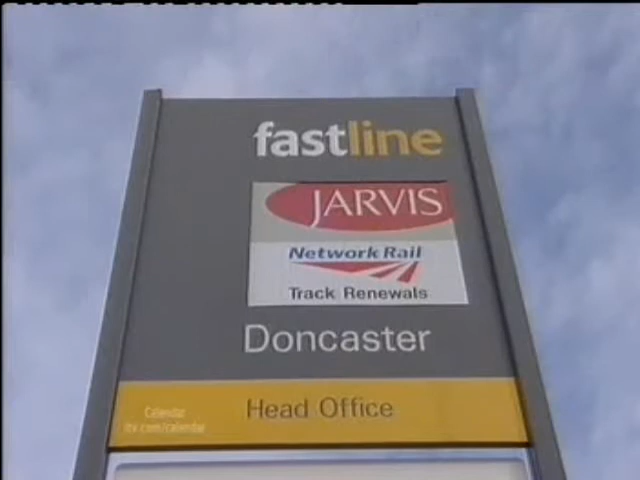 fastline
JARVIS
Network Rail
Track Renewals
Doncaster
Head Office
Calendar
itv.com/calendar